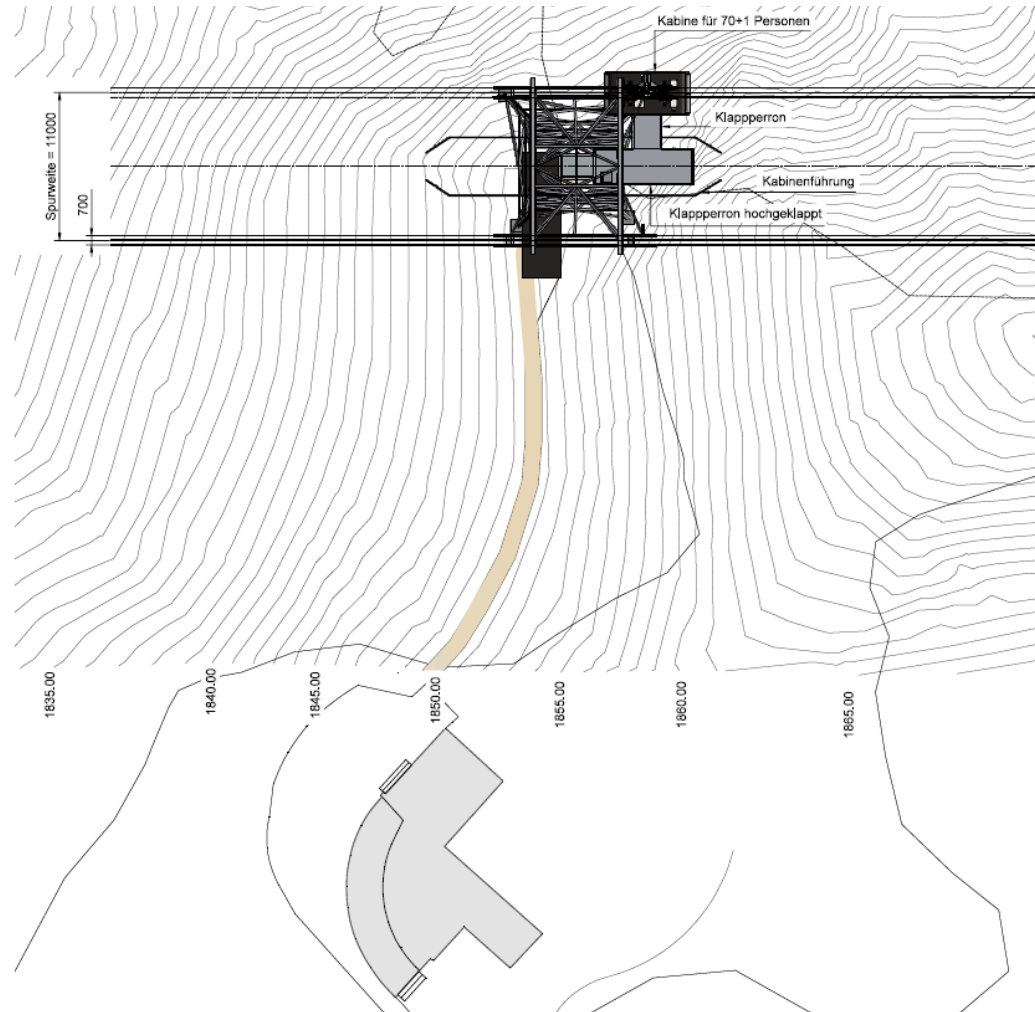 Kabine für 70+1 Personen
Klappperron
Spurweite = 11000
Kabinenführung
700
Klappperron hochgeklappt
1835.00
1840.00
1845.00
1850.00
1855.00
1860.00
1865.00